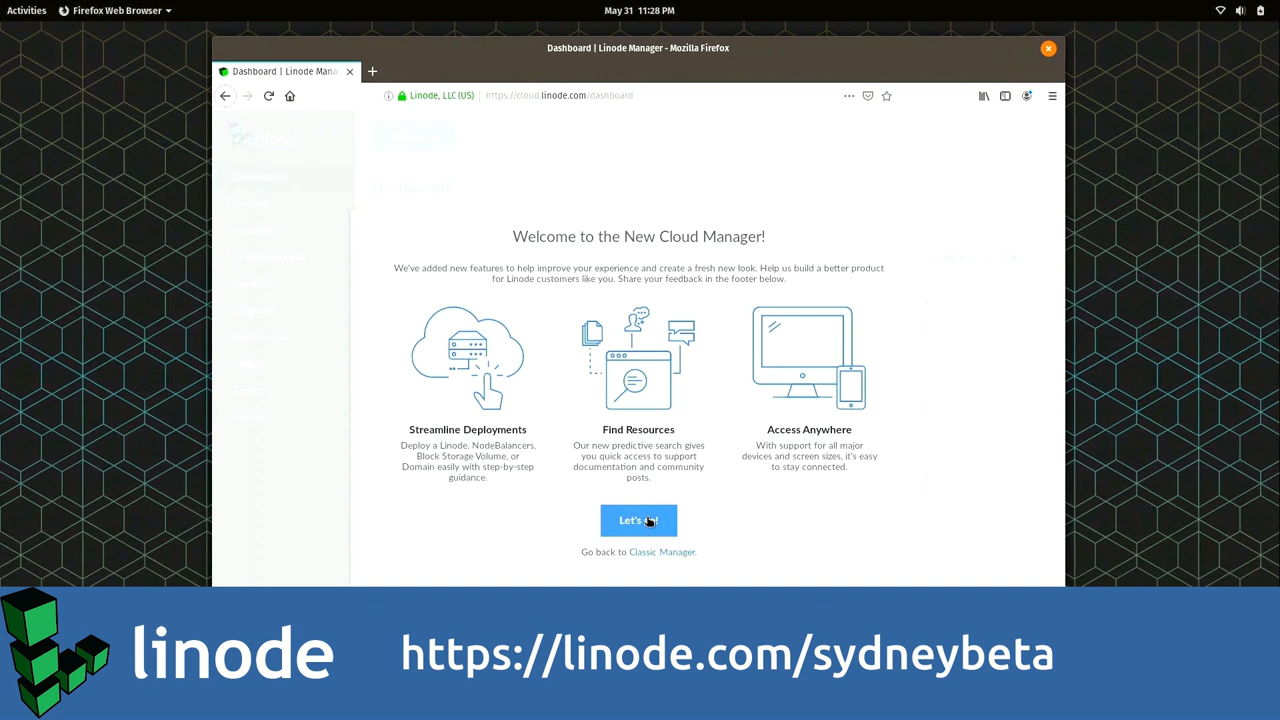 Activities
Firefox Web Browser
May 31 11:28 PM
Dashboard | Linode Manager - Mozilla Firefox
Dashboard | Linode Mana
Linode, LLC (US)
https://cloud.linode.com/dashboard
linode
Dashboard
Welcome to the New Cloud Manager!
We've added new features to help improve your experience and create a fresh new look. Help us build a better product
for Linode customers like you. Share your feedback in the footer below.
Streamline Deployments
Deploy a Linode, NodeBalancers,
Block Storage Volume, or
Domain easily with step-by-step
guidance.
Find Resources
Our new predictive search gives
you quick access to support
documentation and community
posts.
Access Anywhere
With support for all major
devices and screen sizes, it's easy
to stay connected.
Let's
Go back to Classic Manager.
linode
https://linode.com/sydneybeta